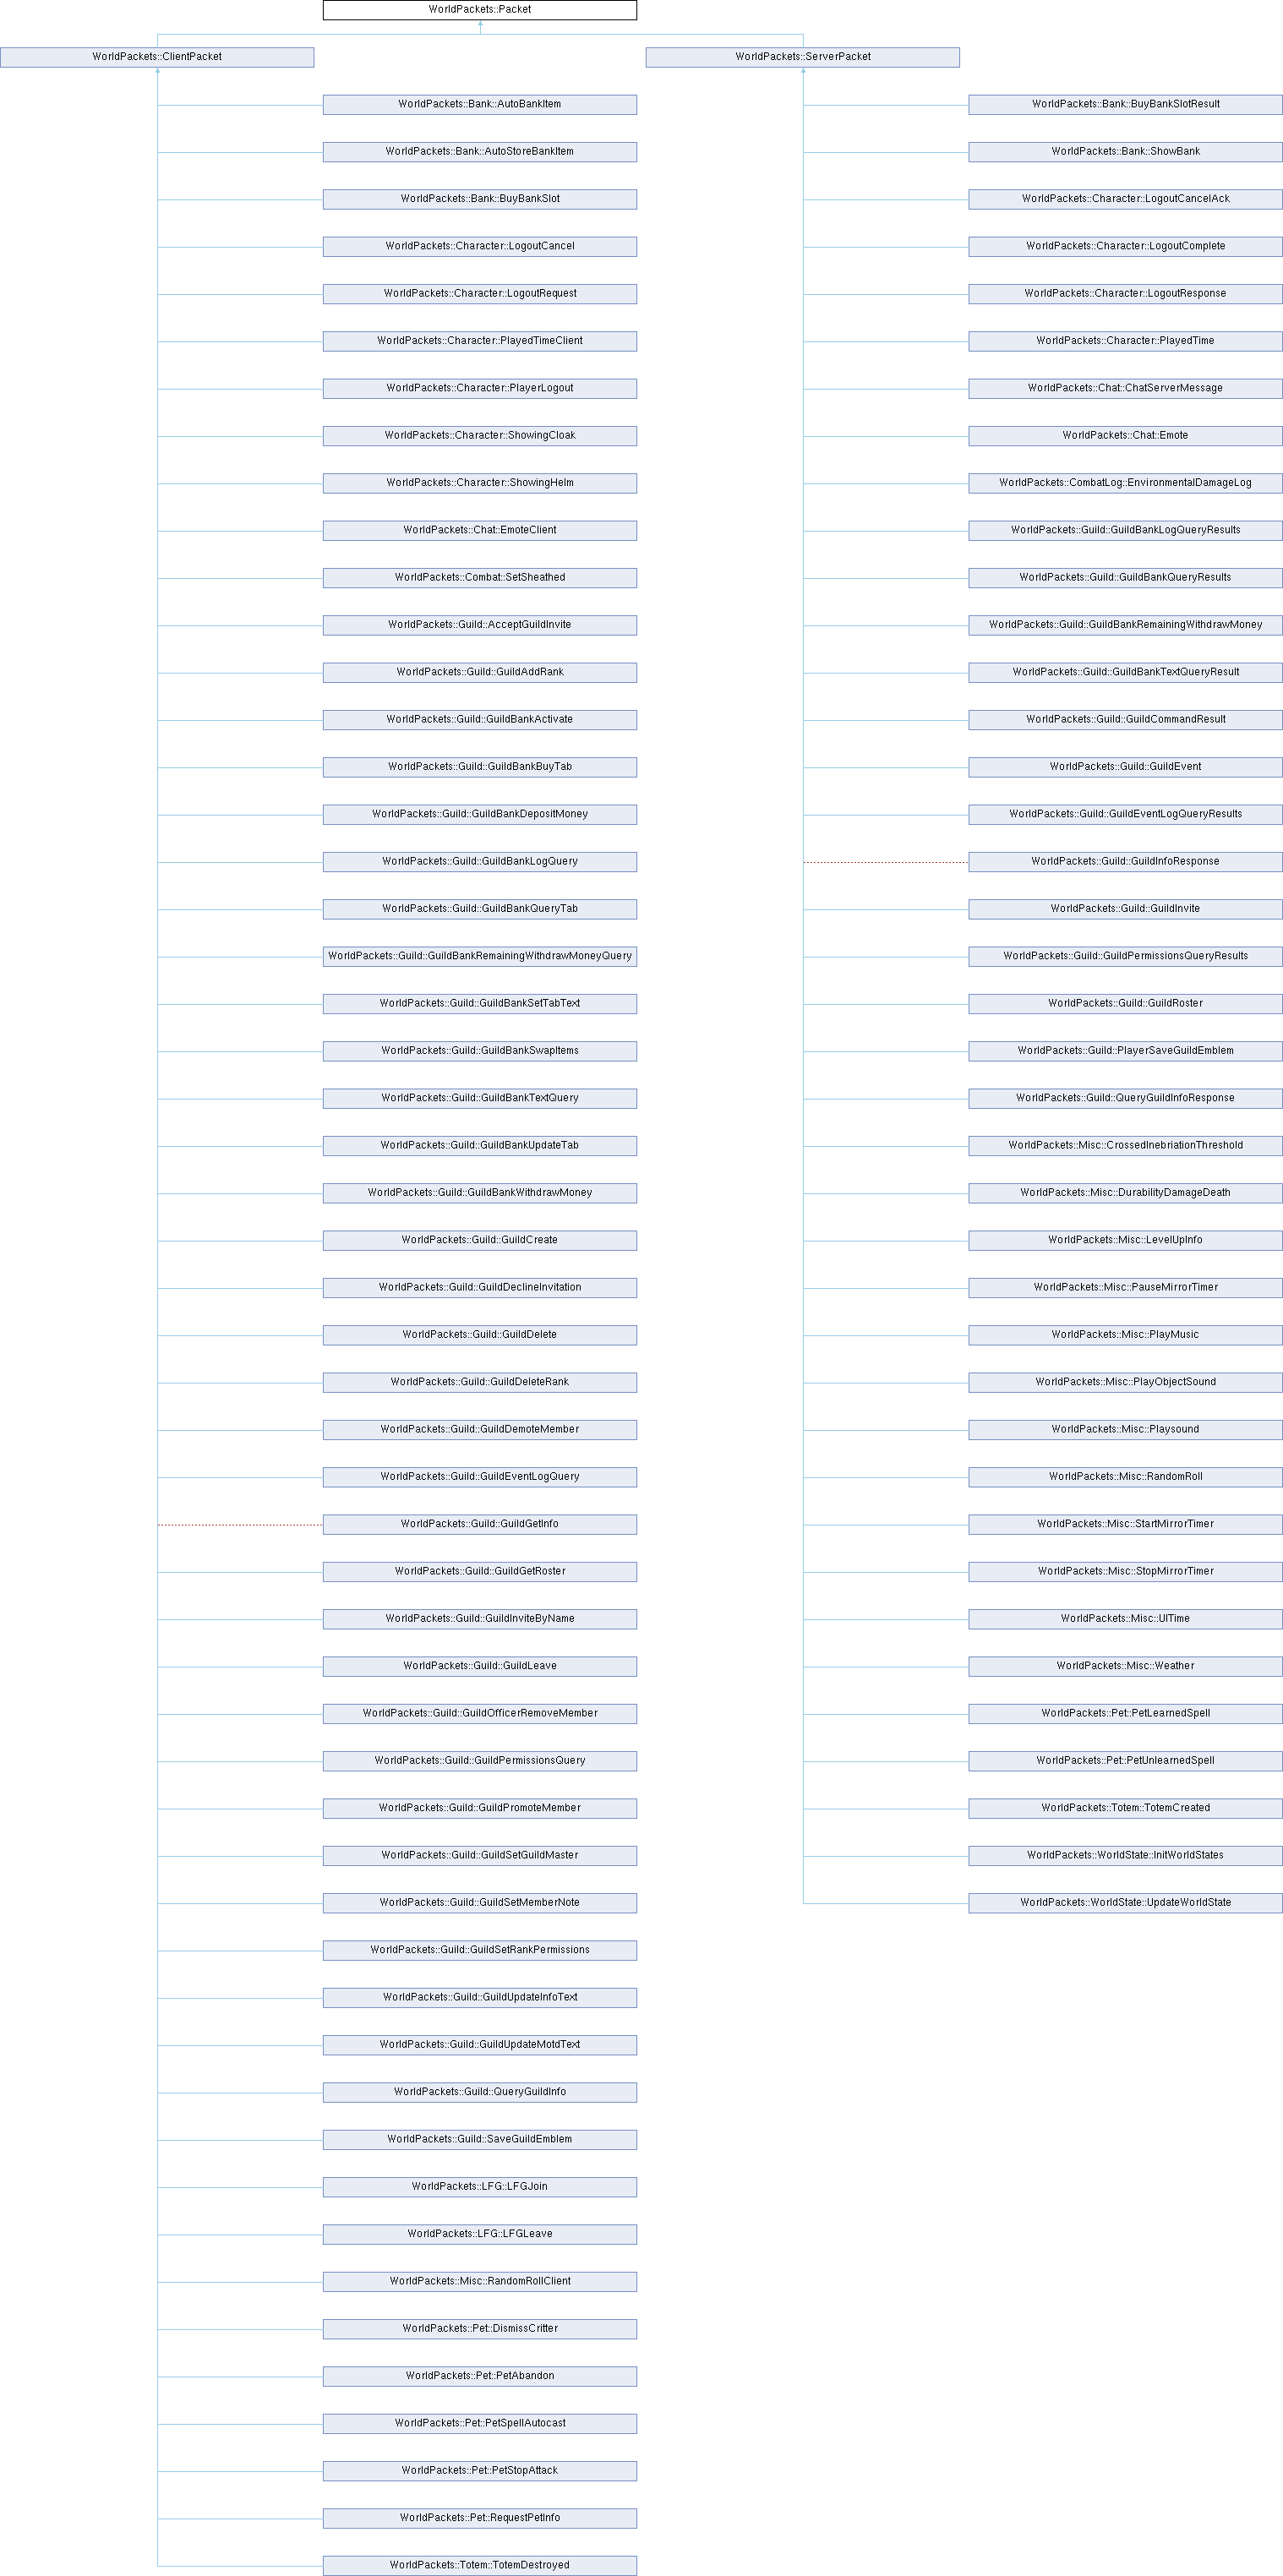 WorldPackets::Packet
WorldPackets::ClientPacket
WorldPackets::ServerPacket
WorldPackets::Bank::AutoBankItem
WorldPackets::Bank::AutoStoreBankItem
WorldPackets::Bank::BuyBankSlot
WorldPackets::Character::LogoutCancel
WorldPackets::Character::LogoutRequest
WorldPackets::Character::PlayedTimeClient
WorldPackets::Character::PlayerLogout
WorldPackets::Character::ShowingCloak
WorldPackets::Character::ShowingHelm
WorldPackets::Chat::EmoteClient
WorldPackets::Combat::SetSheathed
WorldPackets::Guild::AcceptGuildInvite
WorldPackets::Guild::GuildAddRank
WorldPackets::Guild::GuildBankActivate
WorldPackets::Guild::GuildBankBuyTab
WorldPackets::Guild::GuildBankDepositMoney
WorldPackets::Guild::GuildBankLogQuery
WorldPackets::Guild::GuildBankQueryTab
WorldPackets::Guild::GuildBankRemainingWithdrawMoneyQuery
WorldPackets::Guild::GuildBankSetTabText
WorldPackets::Guild::GuildBankSwapItems
WorldPackets::Guild::GuildBankTextQuery
WorldPackets::Guild::GuildBankUpdateTab
WorldPackets::Guild::GuildBankWithdrawMoney
WorldPackets::Guild::GuildCreate
WorldPackets::Guild::GuildDeclineInvitation
WorldPackets::Guild::GuildDelete
WorldPackets::Guild::GuildDeleteRank
WorldPackets::Guild::GuildDemoteMember
WorldPackets::Guild::GuildEventLogQuery
WorldPackets::Guild::GuildGetInfo
WorldPackets::Guild::GuildGetRoster
WorldPackets::Guild::GuildInviteByName
WorldPackets::Guild::GuildLeave
WorldPackets::Guild::GuildOfficerRemoveMember
WorldPackets::Guild::GuildPermissionsQuery
WorldPackets::Guild::GuildPromoteMember
WorldPackets::Guild::GuildSetGuildMaster
WorldPackets::Guild::GuildSetMemberNote
WorldPackets::Guild::GuildSetRankPermissions
WorldPackets::Guild::GuildUpdateInfoText
WorldPackets::Guild::GuildUpdateMotdText
WorldPackets::Guild::QueryGuildInfo
WorldPackets::Guild::SaveGuildEmblem
WorldPackets::LFG::LFGJoin
WorldPackets::LFG::LFGLeave
WorldPackets::Misc::RandomRollClient
WorldPackets::Pet::DismissCritter
WorldPackets::Pet::PetAbandon
WorldPackets::Pet::PetSpellAutocast
WorldPackets::Pet::PetStopAttack
WorldPackets::Pet::RequestPetInfo
WorldPackets::Totem::TotemDestroyed
WorldPackets::Bank::BuyBankSlotResult
WorldPackets::Bank::ShowBank
WorldPackets::Character::LogoutCancelAck
WorldPackets::Character::LogoutComplete
WorldPackets::Character::LogoutResponse
WorldPackets::Character::PlayedTime
WorldPackets::Chat::ChatServerMessage
WorldPackets::Chat::Emote
WorldPackets::CombatLog::EnvironmentalDamageLog
WorldPackets::Guild::GuildBankLogQueryResults
WorldPackets::Guild::GuildBankQueryResults
WorldPackets::Guild::GuildBankRemainingWithdrawMoney
WorldPackets::Guild::GuildBankTextQueryResult
WorldPackets::Guild::GuildCommandResult
WorldPackets::Guild::GuildEvent
WorldPackets::Guild::GuildEventLogQueryResults
WorldPackets::Guild::GuildInfoResponse
WorldPackets::Guild::GuildInvite
WorldPackets::Guild::GuildPermissionsQueryResults
WorldPackets::Guild::GuildRoster
WorldPackets::Guild::PlayerSaveGuildEmblem
WorldPackets::Guild::QueryGuildInfoResponse
WorldPackets::Misc::CrossedInebriationThreshold
WorldPackets::Misc::DurabilityDamageDeath
WorldPackets::Misc::LevelUpInfo
WorldPackets::Misc::PauseMirrorTimer
WorldPackets::Misc::PlayMusic
WorldPackets::Misc::PlayObjectSound
WorldPackets::Misc::Playsound
WorldPackets::Misc::RandomRoll
WorldPackets::Misc::StartMirrorTimer
WorldPackets::Misc::StopMirrorTimer
WorldPackets::Misc::UITime
WorldPackets::Misc::Weather
WorldPackets::Pet::PetLearnedSpell
WorldPackets::Pet::PetUnlearnedSpell
WorldPackets::Totem::TotemCreated
WorldPackets::WorldState::InitWorldStates
WorldPackets::WorldState::UpdateWorldState